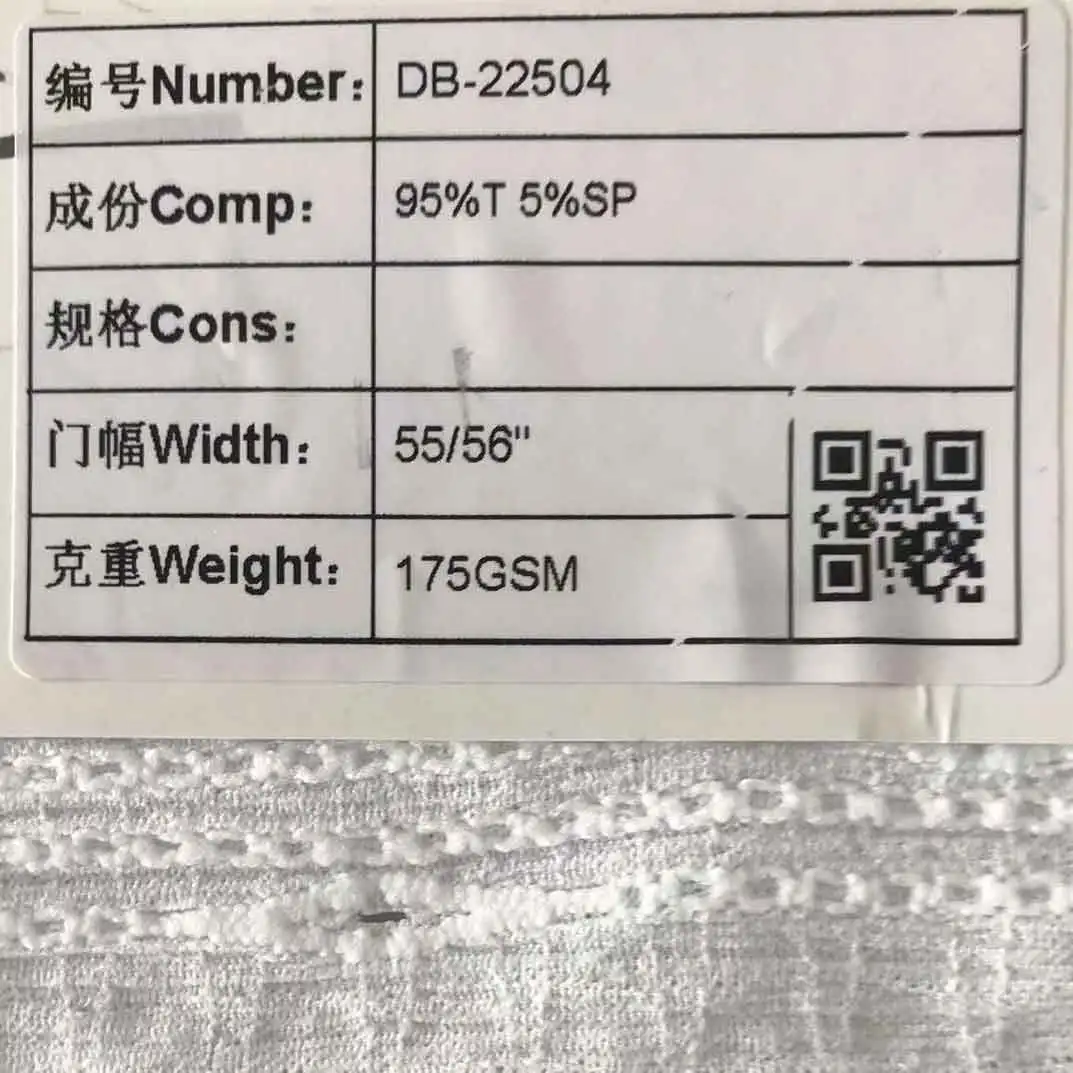 编号Number: DB-22504
成份Comp: 95%T 5%SP
规格Cons:
门幅Width: 55/56"
克重Weight: 175GSM